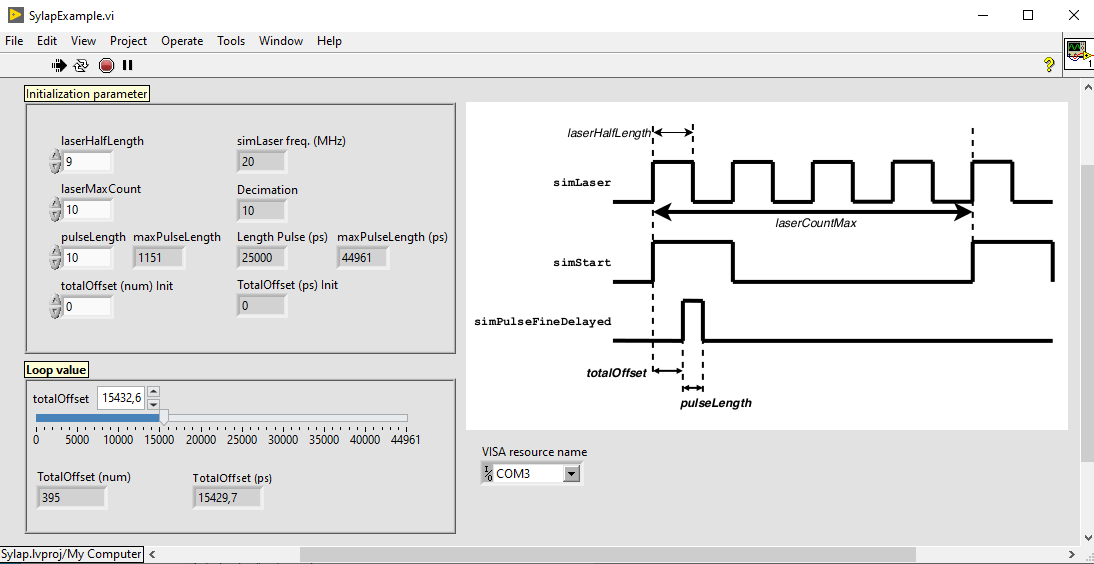 SylapExample.vi
File Edit View Project Operate Tools Window Help
1
Initialization parameter
laserHalfLength simLaser freq. (MHz)
9 20
laserMaxCount Decimation
10 10
pulseLength maxPulseLength Length Pulse (ps) maxPulseLength (ps)
10 1151 25000 44961
totalOffset (num) Init TotalOffset (ps) Init
0 0
laserHalfLength
simLaser
laserCountMax
simStart
simPulseFineDelayed
totalOffset
pulseLength
Loop value
totalOffset 15432,6
0 5000 10000 15000 20000 25000 30000 35000 40000 44961
TotalOffset (num) TotalOffset (ps)
395 15429,7
VISA resource name
I/O COM3
Sylap.lvproj/My Computer